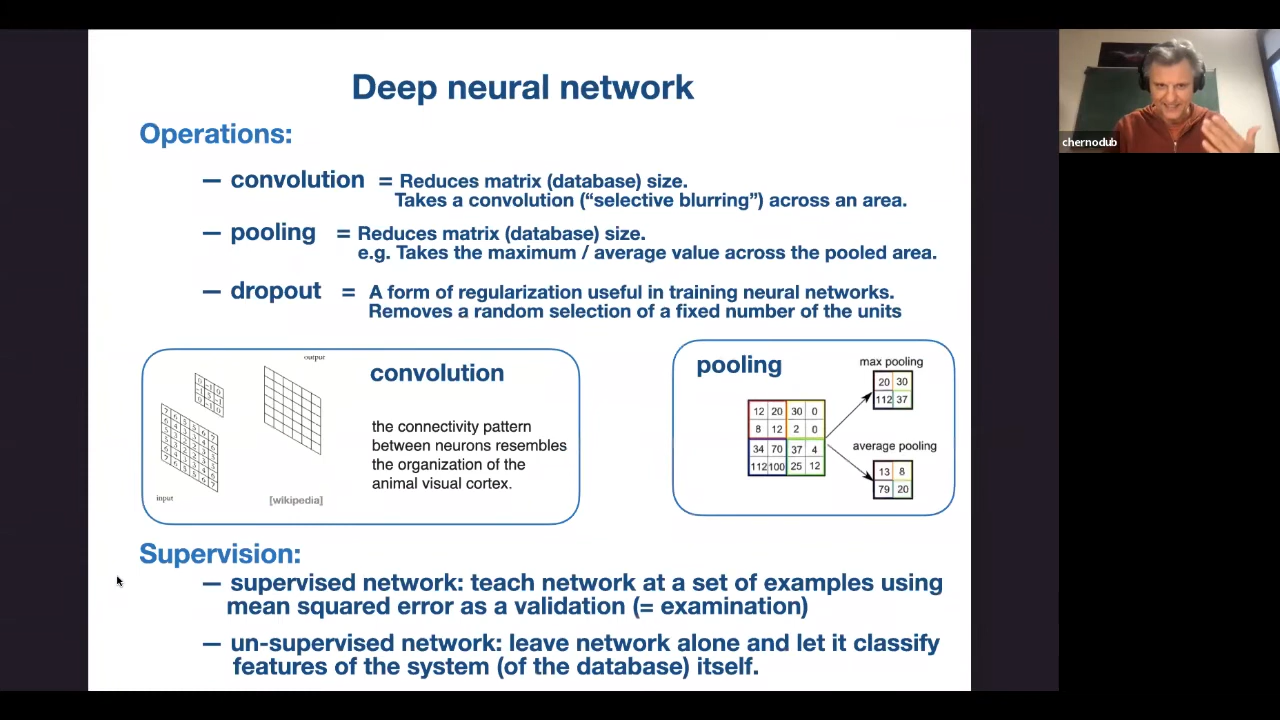 Deep neural network
chernodub
Operations:
— convolution = Reduces matrix (database) size.
Takes a convolution (“selective blurring”) across an area.
— pooling = Reduces matrix (database) size.
e.g. Takes the maximum / average value across the pooled area.
— dropout = A form of regularization useful in training neural networks.
Removes a random selection of a fixed number of the units
output
convolution
the connectivity pattern
between neurons resembles
the organization of the
animal visual cortex.
input
[wikipedia]
pooling
max pooling
20 30
112 37
12 20 30 0
8 12 2 0
34 70 37 4
112 100 25 12
average pooling
13 8
79 20
Supervision:
— supervised network: teach network at a set of examples using
mean squared error as a validation (= examination)
— un-supervised network: leave network alone and let it classify
features of the system (of the database) itself.